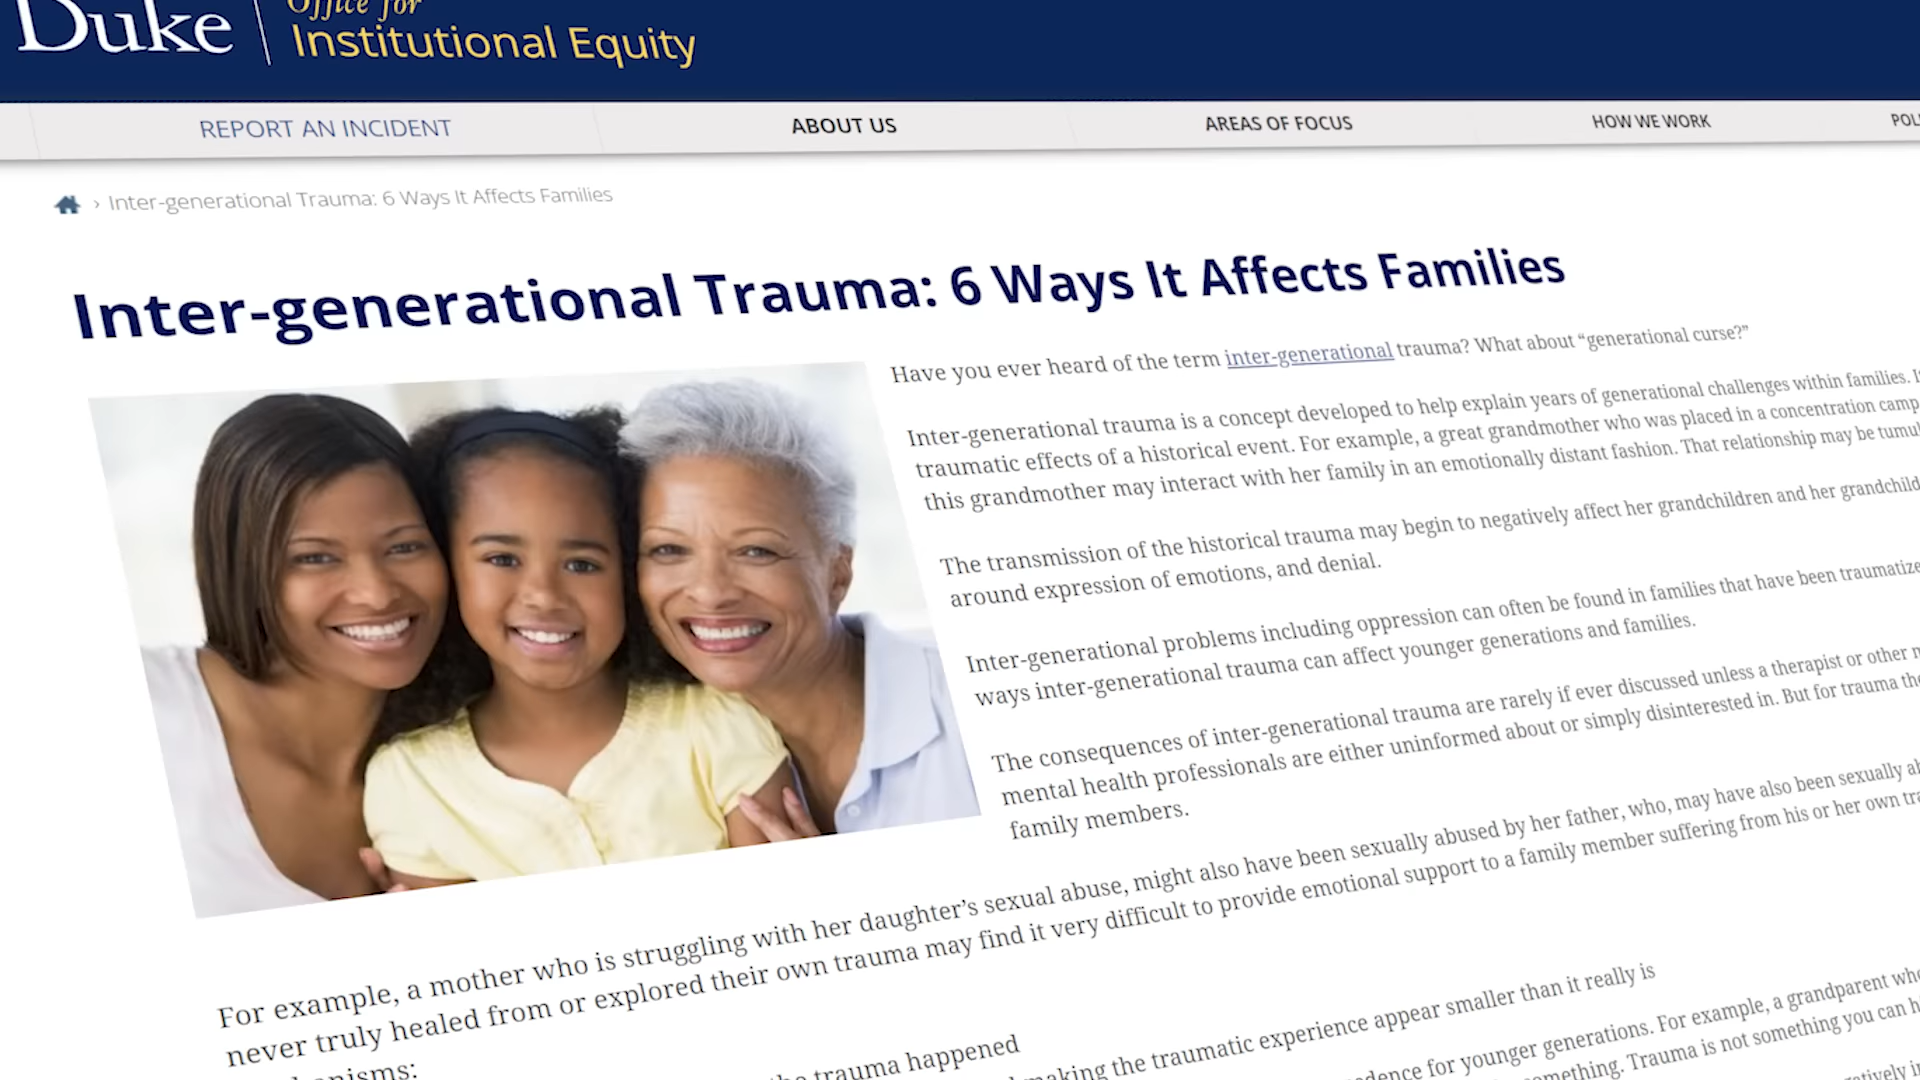 Duke
Office for
Institutional Equity
REPORT AN INCIDENT
ABOUT US
AREAS OF FOCUS
HOW WE WORK
› Inter-generational Trauma: 6 Ways It Affects Families
Inter-generational Trauma: 6 Ways It Affects Families
Have you ever heard of the term inter-generational trauma? What about “generational curse?”
Inter-generational trauma is a concept developed to help explain years of generational challenges within families.
traumatic effects of a historical event. For example, a great grandmother who was placed in a concentration camp
this grandmother may interact with her family in an emotionally distant fashion. That relationship may be
The transmission of the historical trauma may begin to negatively affect her grandchildren and her
around expression of emotions, and denial.
Inter-generational problems including oppression can often be found in families that have been
ways inter-generational trauma can affect younger generations and families.
The consequences of inter-generational trauma are rarely if ever discussed unless a therapist or other
mental health professionals are either uninformed about or simply disinterested in. But for trauma
family members.
For example, a mother who is struggling with her daughter’s sexual abuse, might also have been sexually abused by her father, who, may have also been sexually
never truly healed from or explored their own trauma may find it very difficult to provide emotional support to a family member suffering from his or her own
trauma happened
making the traumatic experience appear smaller than it really is
for younger generations. For example, a grandparent
Trauma is not something you can